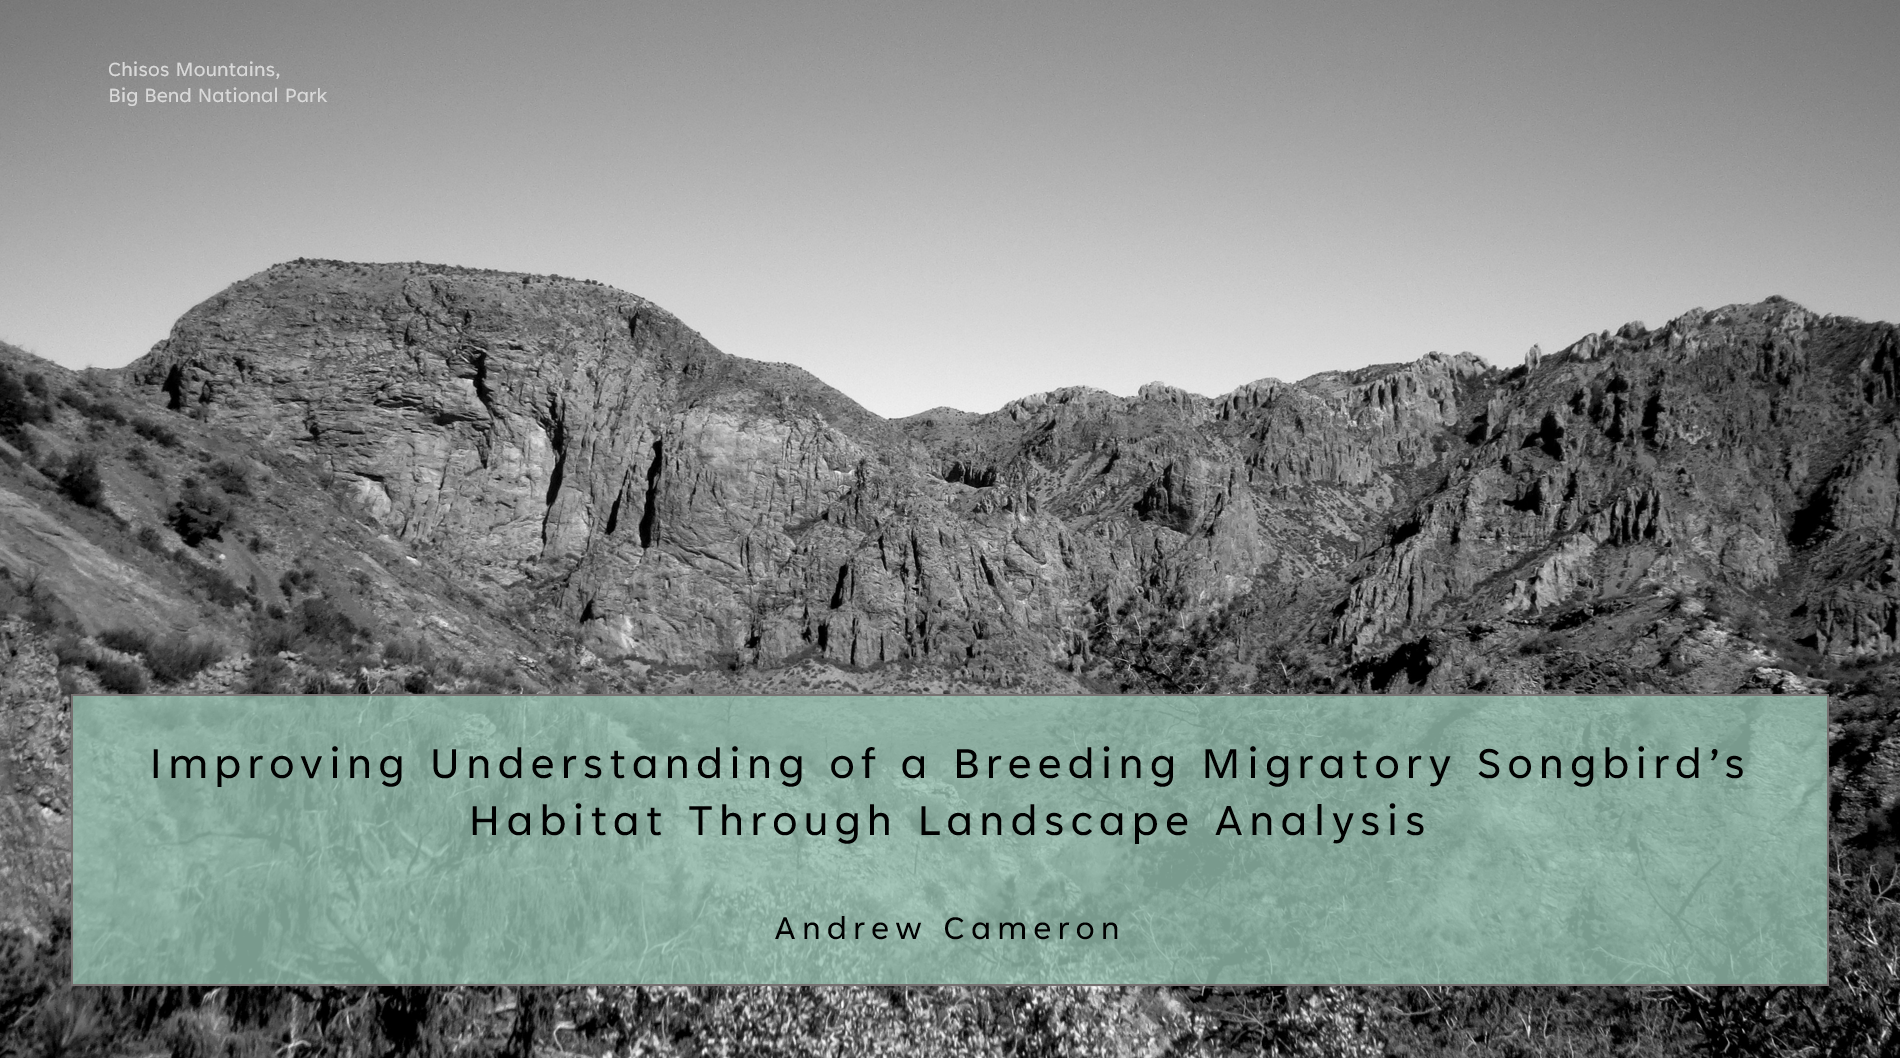 Chisos Mountains,
Big Bend National Park
Improving Understanding of a Breeding Migratory Songbird’s
Habitat Through Landscape Analysis
Andrew Cameron